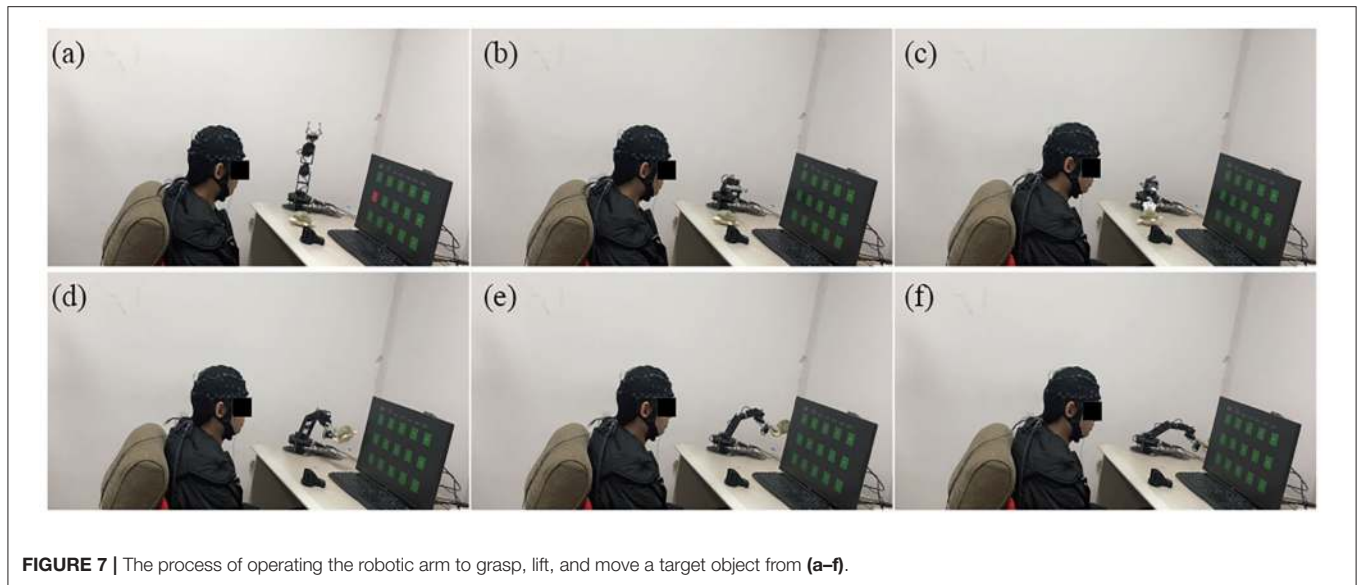 (a)
(b)
(c)
(d)
(e)
(f)
FIGURE 7 | The process of operating the robotic arm to grasp, lift, and move a target object from (a–f).